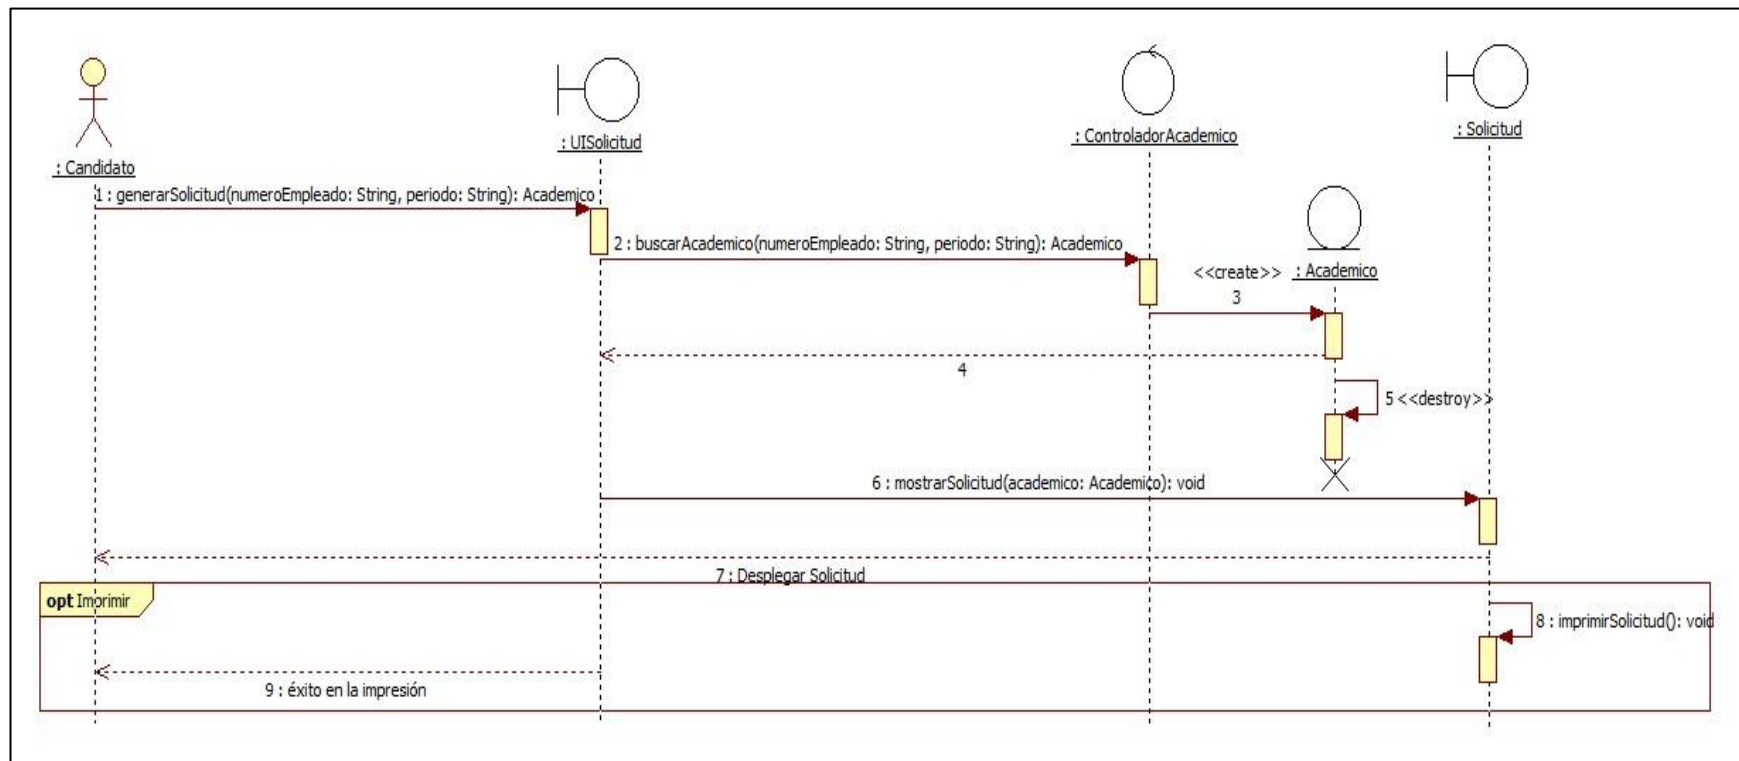 : Candidato
: UISolicitud
: ControladorAcademico
: Solicitud
1 : generarSolicitud(numeroEmpleado: String, periodo: String): Academico
2 : buscarAcademico(numeroEmpleado: String, periodo: String): Academico
<<create>>
3
: Academico
4
5 <<destroy>>
6 : mostrarSolicitud(academico: Academico): void
7 : Desplegar Solicitud
opt Imprimir
8 : imprimirSolicitud(): void
9 : éxito en la impresión